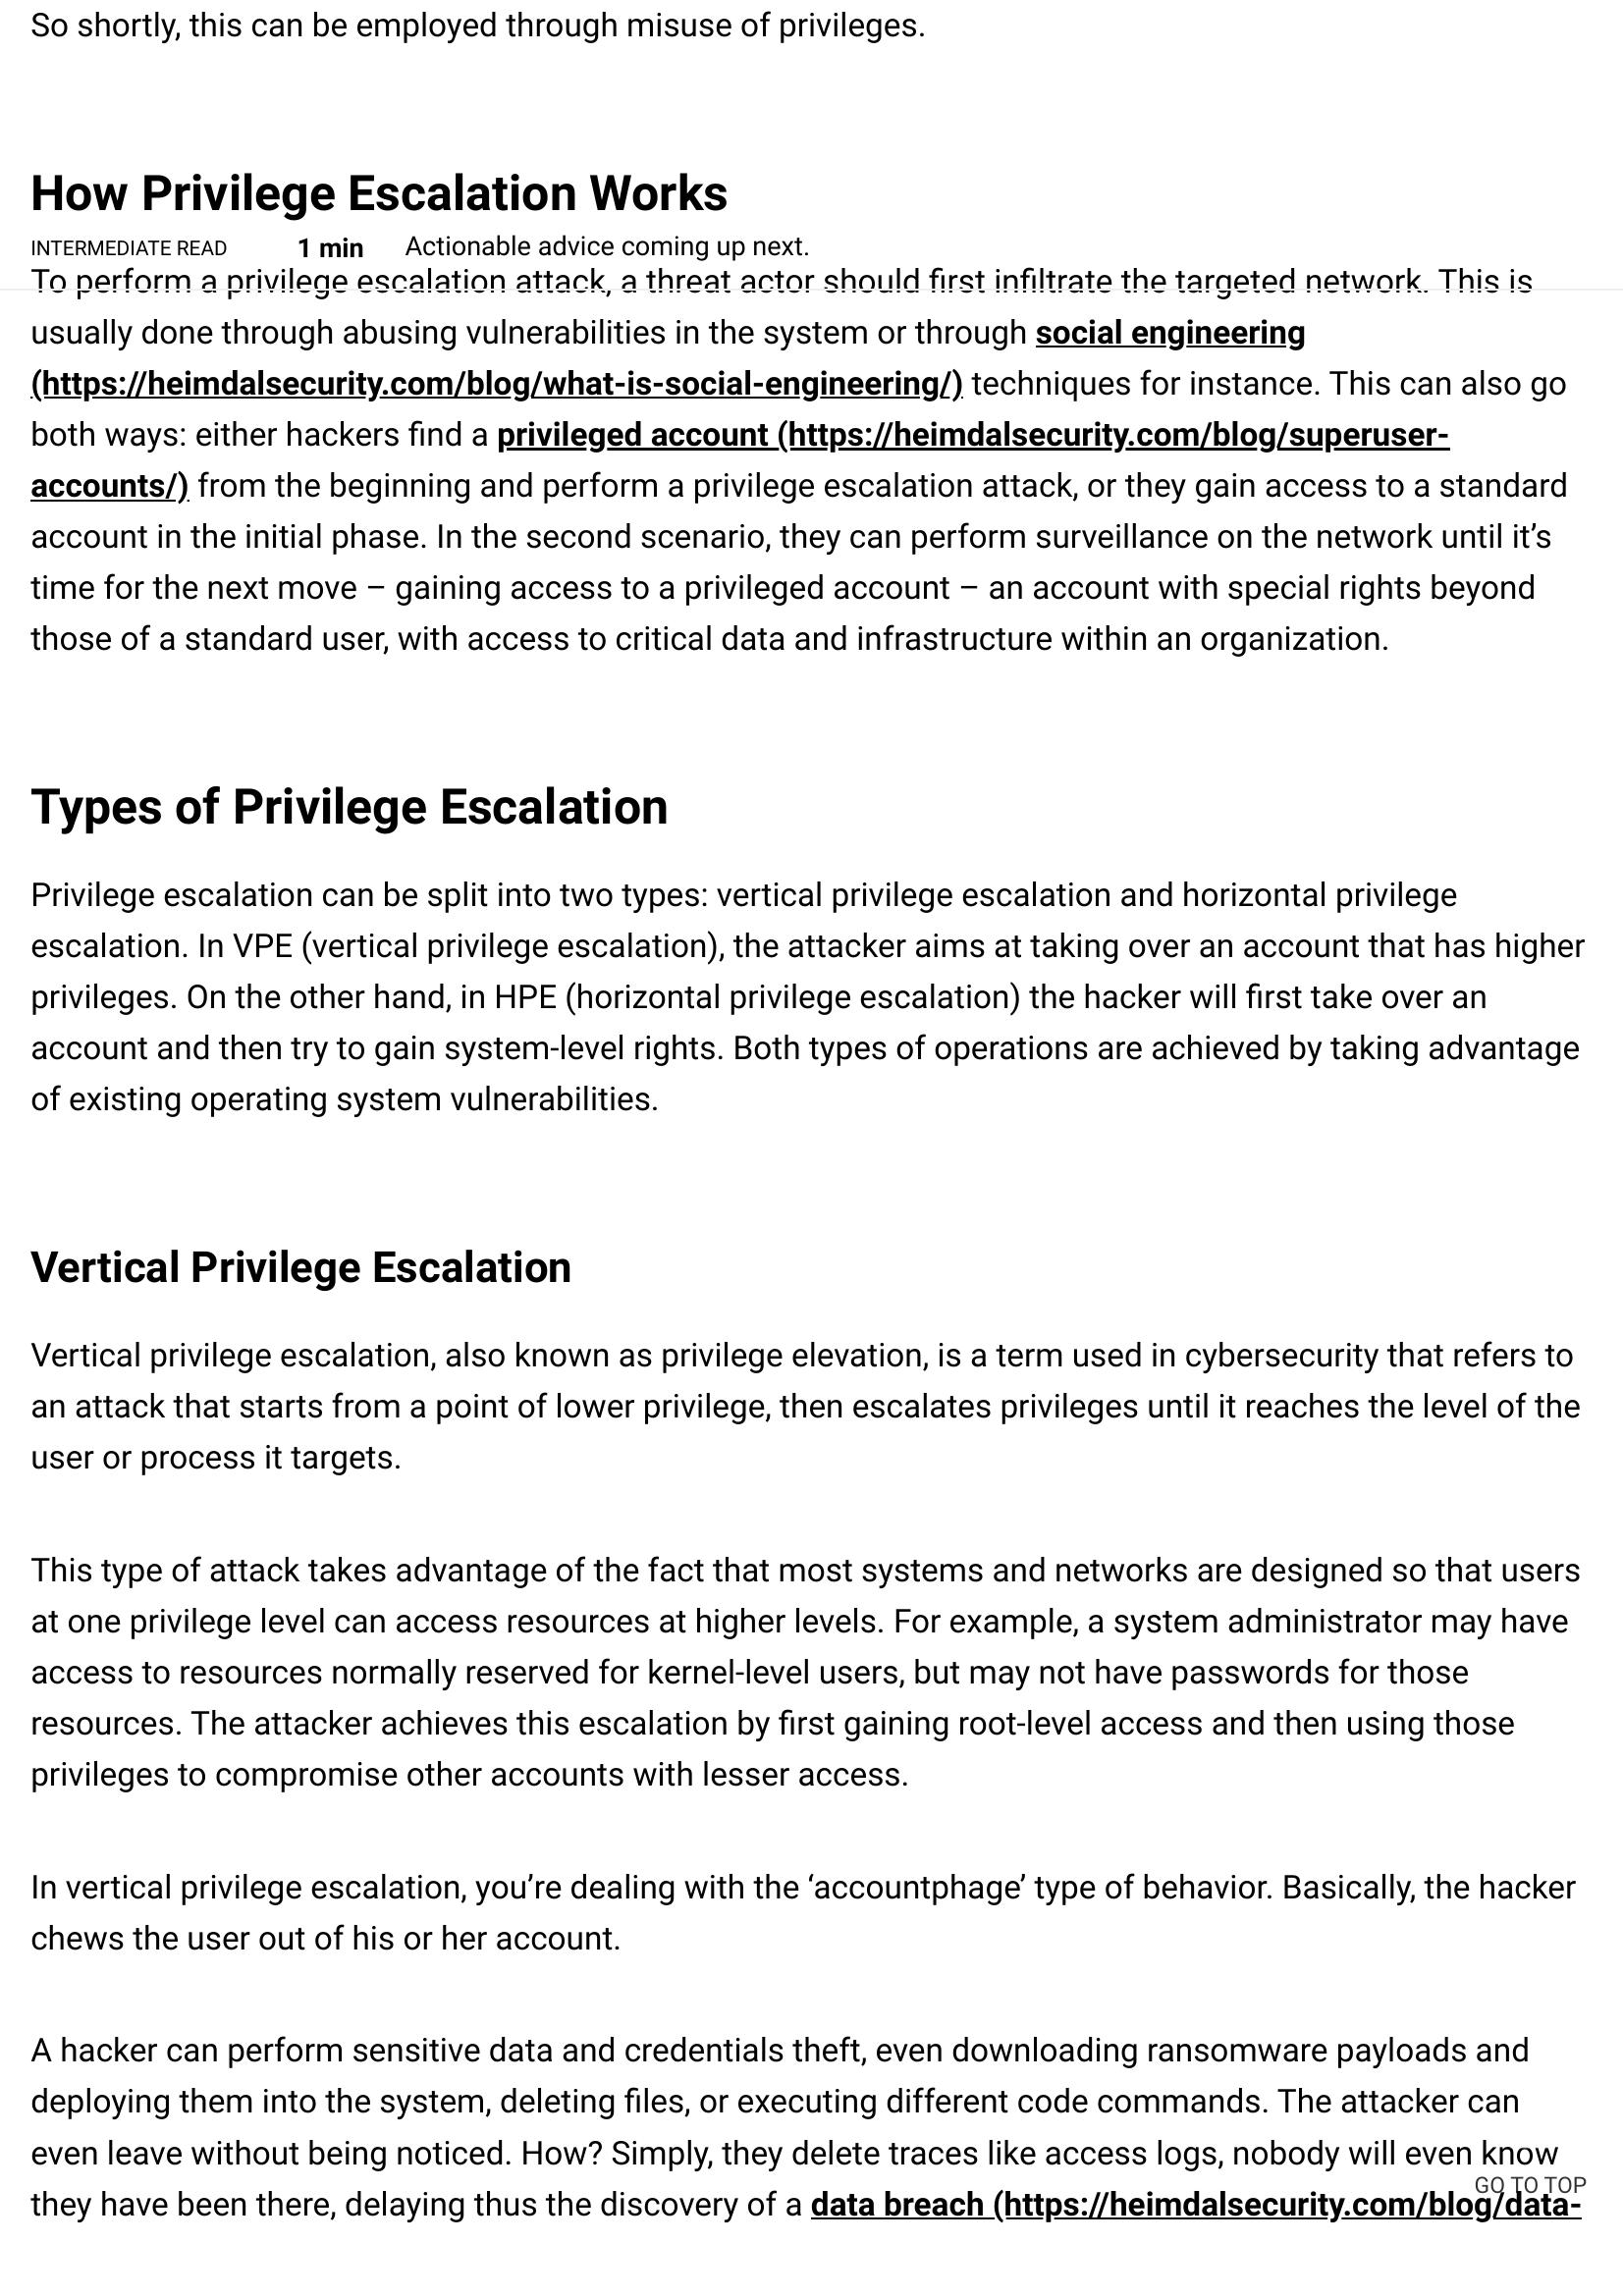 So shortly, this can be employed through misuse of privileges.
How Privilege Escalation Works
INTERMEDIATE READ 1 min Actionable advice coming up next.
To perform a privilege escalation attack, a threat actor should first infiltrate the targeted network. This is
usually done through abusing vulnerabilities in the system or through social engineering
(https://heimdalsecurity.com/blog/what-is-social-engineering/) techniques for instance. This can also go
both ways: either hackers find a privileged account (https://heimdalsecurity.com/blog/superuser-
accounts/) from the beginning and perform a privilege escalation attack, or they gain access to a standard
account in the initial phase. In the second scenario, they can perform surveillance on the network until it’s
time for the next move – gaining access to a privileged account – an account with special rights beyond
those of a standard user, with access to critical data and infrastructure within an organization.
Types of Privilege Escalation
Privilege escalation can be split into two types: vertical privilege escalation and horizontal privilege
escalation. In VPE (vertical privilege escalation), the attacker aims at taking over an account that has higher
privileges. On the other hand, in HPE (horizontal privilege escalation) the hacker will first take over an
account and then try to gain system-level rights. Both types of operations are achieved by taking advantage
of existing operating system vulnerabilities.
Vertical Privilege Escalation
Vertical privilege escalation, also known as privilege elevation, is a term used in cybersecurity that refers to
an attack that starts from a point of lower privilege, then escalates privileges until it reaches the level of the
user or process it targets.
This type of attack takes advantage of the fact that most systems and networks are designed so that users
at one privilege level can access resources at higher levels. For example, a system administrator may have
access to resources normally reserved for kernel-level users, but may not have passwords for those
resources. The attacker achieves this escalation by first gaining root-level access and then using those
privileges to compromise other accounts with lesser access.
In vertical privilege escalation, you’re dealing with the ‘accountphage’ type of behavior. Basically, the hacker
chews the user out of his or her account.
A hacker can perform sensitive data and credentials theft, even downloading ransomware payloads and
deploying them into the system, deleting files, or executing different code commands. The attacker can
even leave without being noticed. How? Simply, they delete traces like access logs, nobody will even know
GO TO TOP
they have been there, delaying thus the discovery of a data breach (https://heimdalsecurity.com/blog/data-